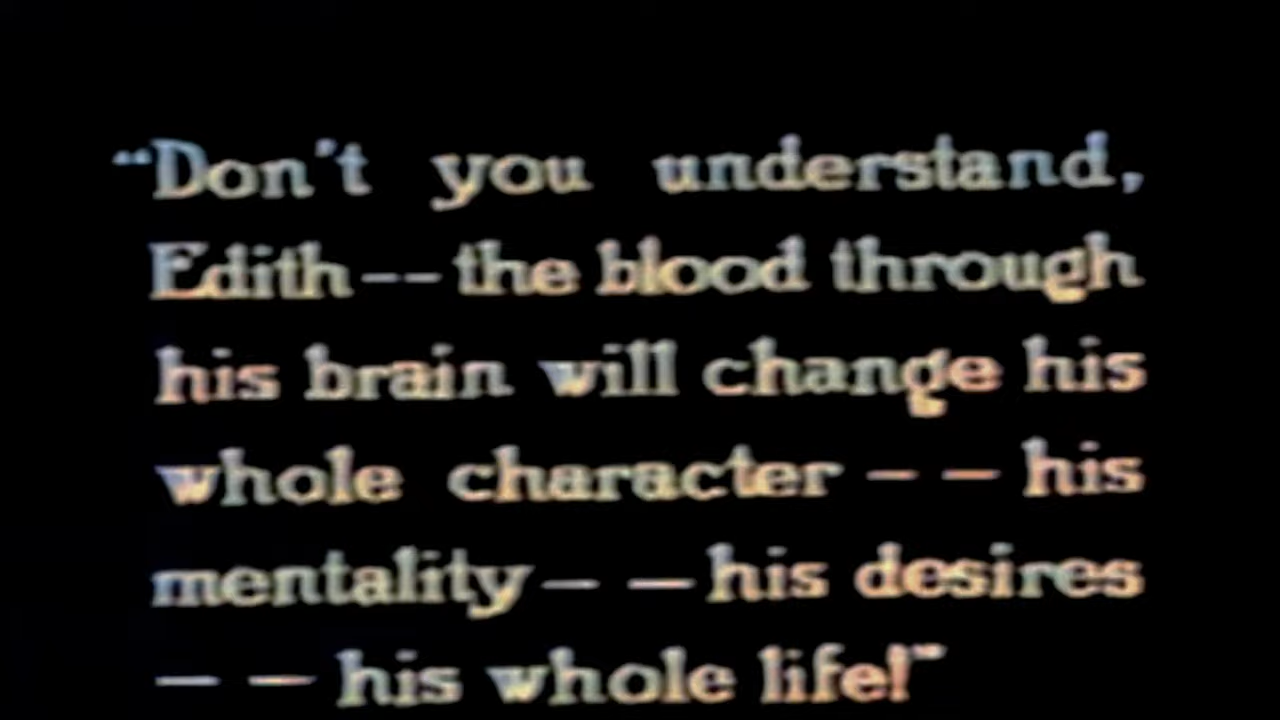 “Don't you understand,
Edith--the blood through
his brain will change his
whole character -- his
mentality-- his desires
-- his whole life!”